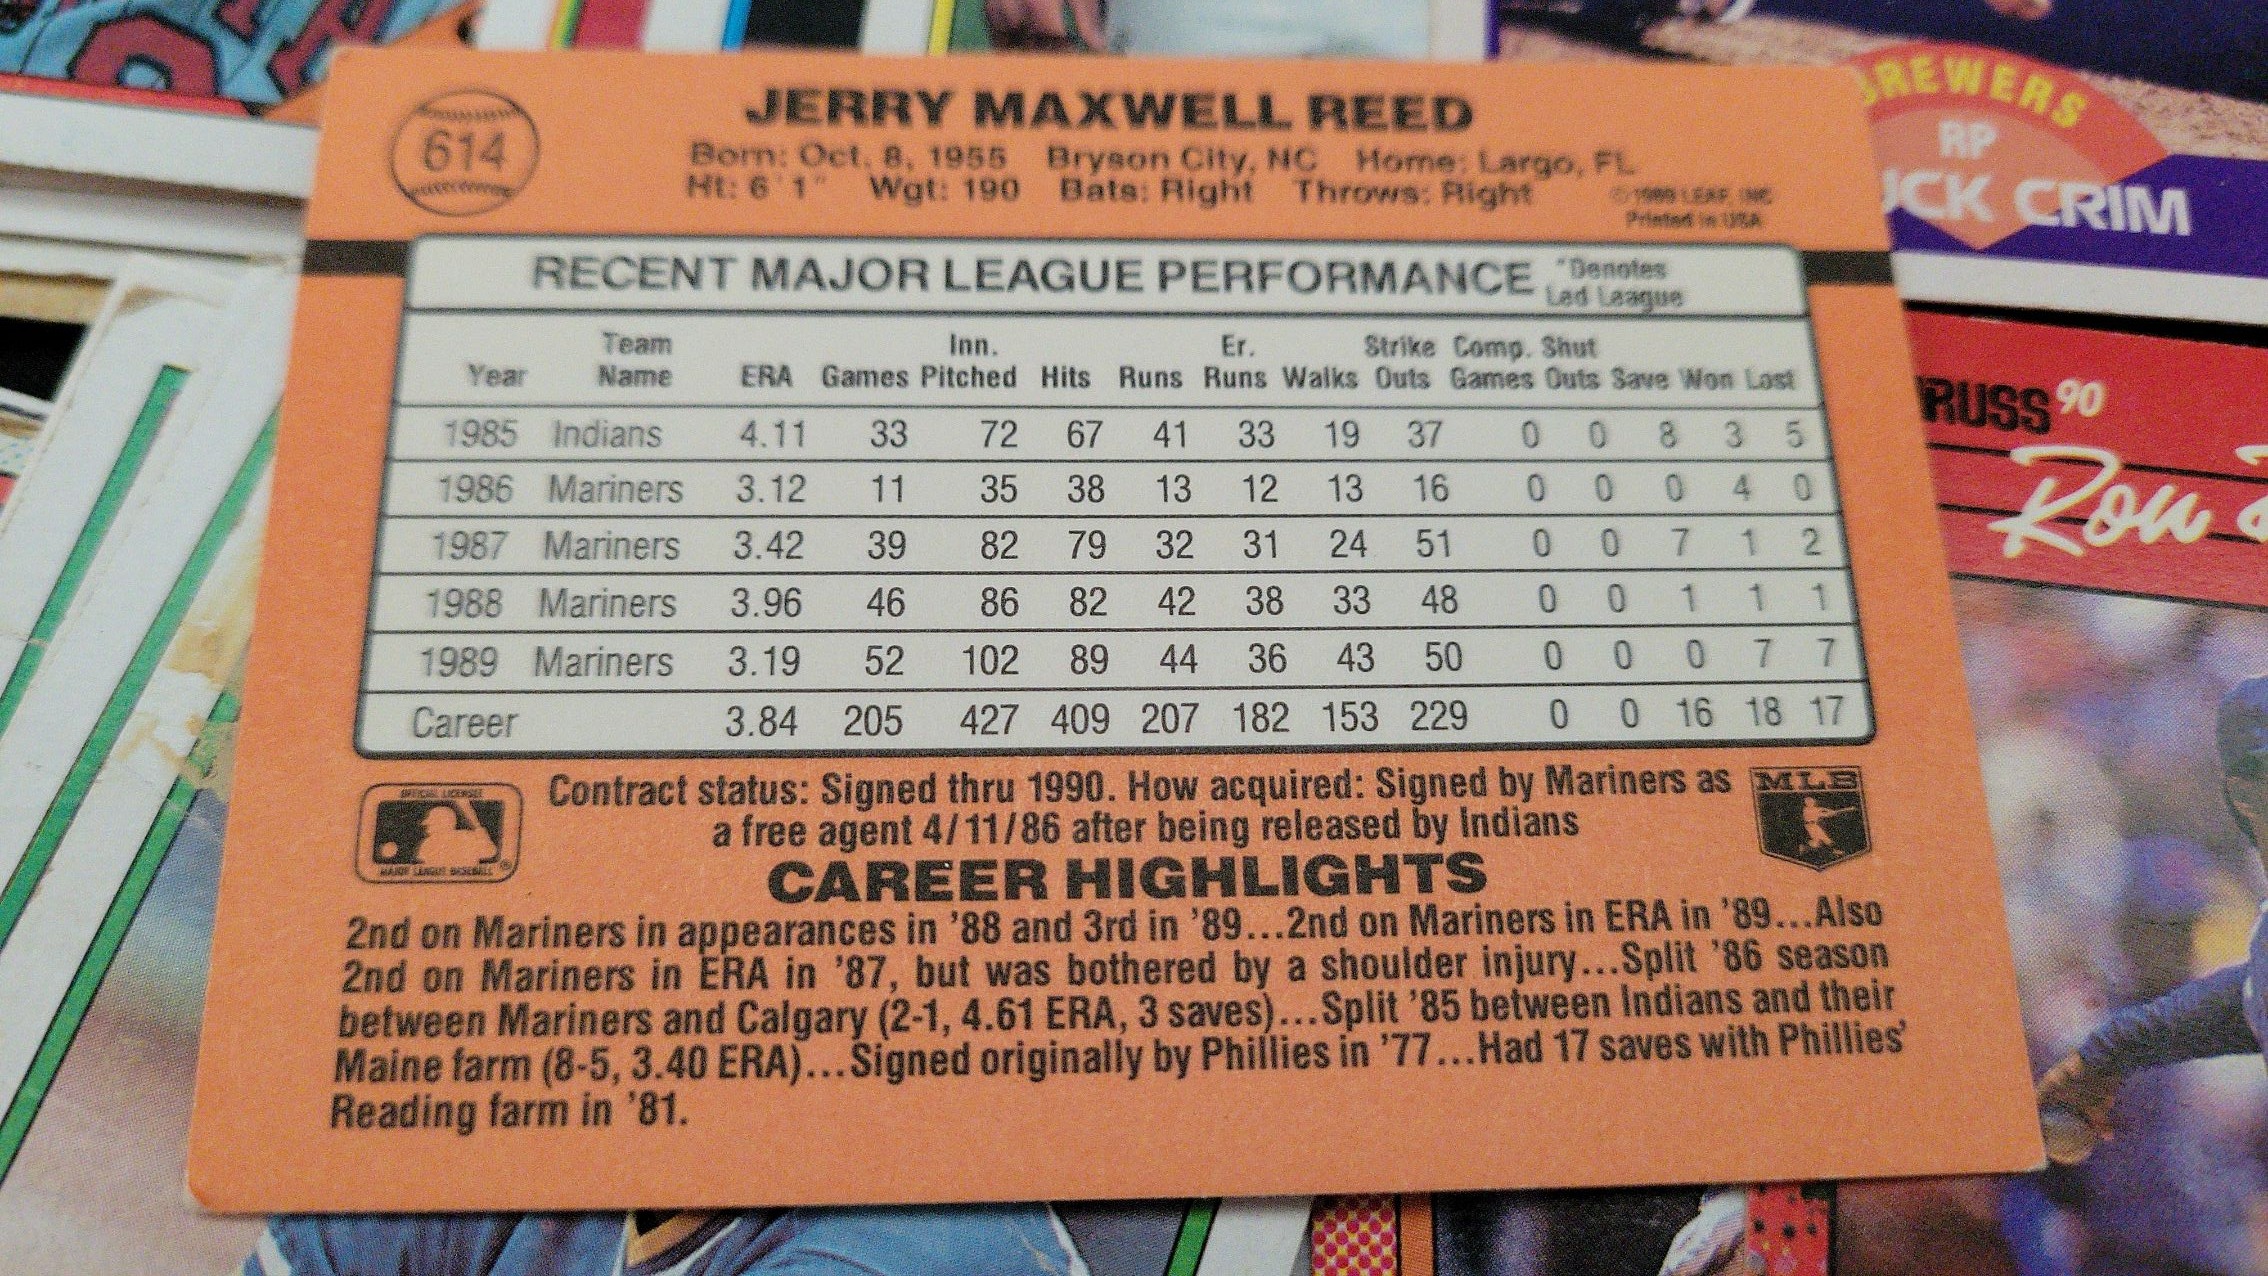 BREWERS
RP
UCK CRIM
RUSS 90
Ron
614
JERRY MAXWELL REED
Born: Oct. 8, 1955 Bryson City, NC Home: Largo, FL
Ht: 6'1" Wgt: 190 Bats: Right Throws: Right
© 1989 LEAF, INC.
Printed in USA
RECENT MAJOR LEAGUE PERFORMANCE *Denotes Led League
Year Team Name ERA Games Inn. Pitched Hits Runs Er. Runs Walks Strike Outs Comp. Games Shut Outs Save Won Lost
1985 Indians 4.11 33 72 67 41 33 19 37 0 0 8 3 5
1986 Mariners 3.12 11 35 38 13 12 13 16 0 0 0 4 0
1987 Mariners 3.42 39 82 79 32 31 24 51 0 0 7 1 2
1988 Mariners 3.96 46 86 82 42 38 33 48 0 0 1 1 1
1989 Mariners 3.19 52 102 89 44 36 43 50 0 0 0 7 7
Career 3.84 205 427 409 207 182 153 229 0 0 16 18 17
OFFICIAL LICENSEE
MAJOR LEAGUE BASEBALL
MLB
Contract status: Signed thru 1990. How acquired: Signed by Mariners as
a free agent 4/11/86 after being released by Indians
CAREER HIGHLIGHTS
2nd on Mariners in appearances in '88 and 3rd in '89...2nd on Mariners in ERA in '89...Also
2nd on Mariners in ERA in '87, but was bothered by a shoulder injury...Split '86 season
between Mariners and Calgary (2-1, 4.61 ERA, 3 saves)...Split '85 between Indians and their
Maine farm (8-5, 3.40 ERA)...Signed originally by Phillies in '77...Had 17 saves with Phillies'
Reading farm in '81.